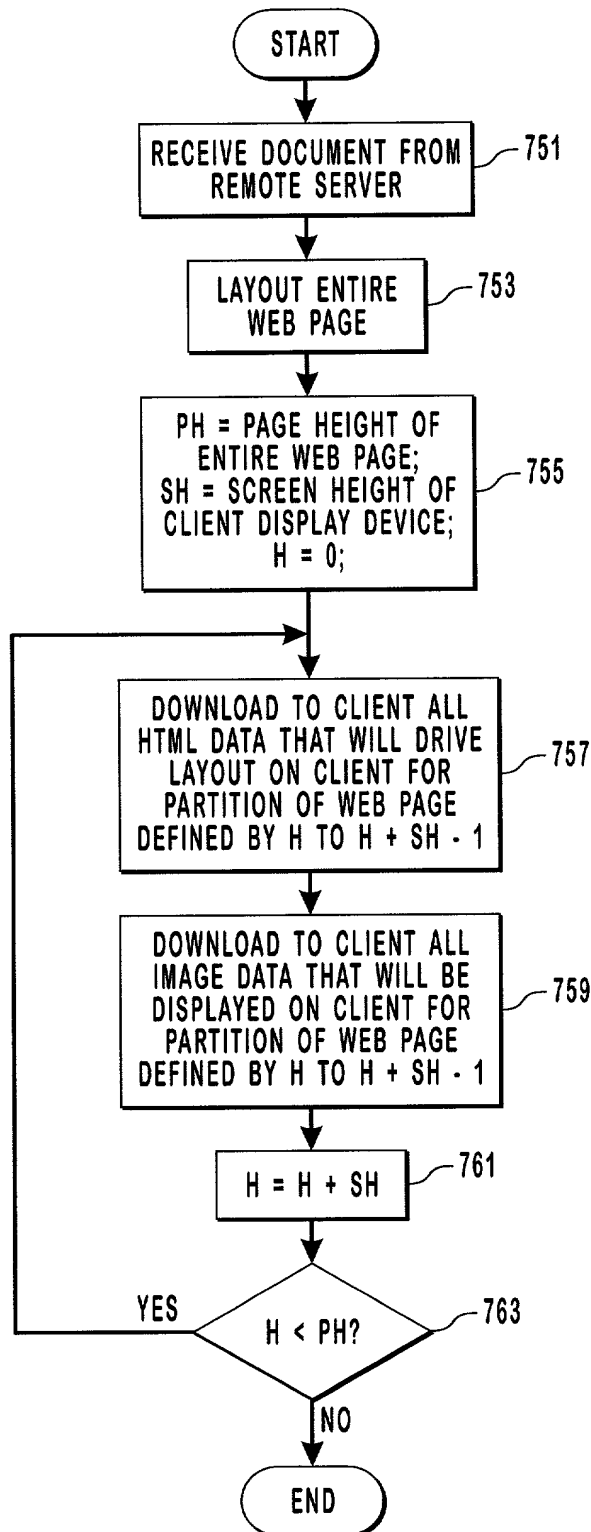 START
RECEIVE DOCUMENT FROM
REMOTE SERVER
751
LAYOUT ENTIRE
WEB PAGE
753
PH = PAGE HEIGHT OF
ENTIRE WEB PAGE;
SH = SCREEN HEIGHT OF
CLIENT DISPLAY DEVICE;
H = 0;
755
DOWNLOAD TO CLIENT ALL
HTML DATA THAT WILL DRIVE
LAYOUT ON CLIENT FOR
PARTITION OF WEB PAGE
DEFINED BY H TO H + SH - 1
757
DOWNLOAD TO CLIENT ALL
IMAGE DATA THAT WILL BE
DISPLAYED ON CLIENT FOR
PARTITION OF WEB PAGE
DEFINED BY H TO H + SH - 1
759
H = H + SH
761
YES
H < PH?
763
NO
END